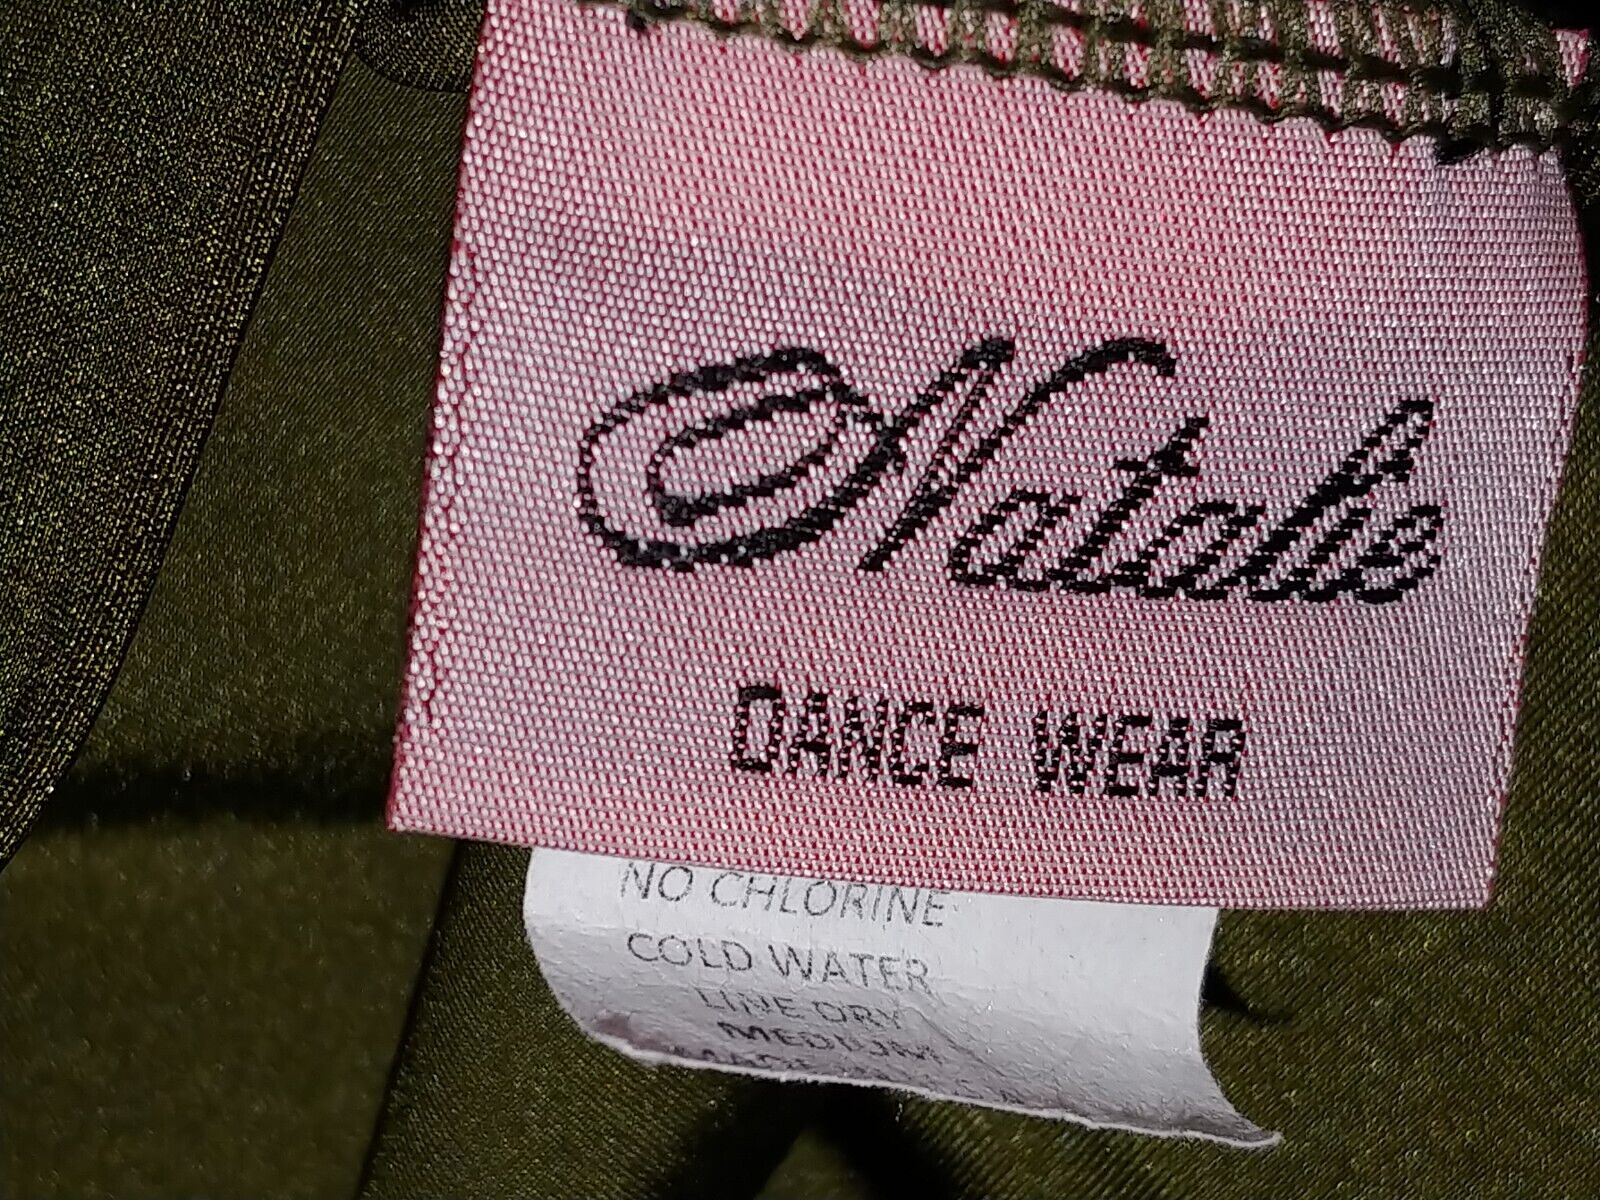 Natalie
DANCE WEAR
NO CHLORINE
COLD WATER
LINE DRY
MEDIUM